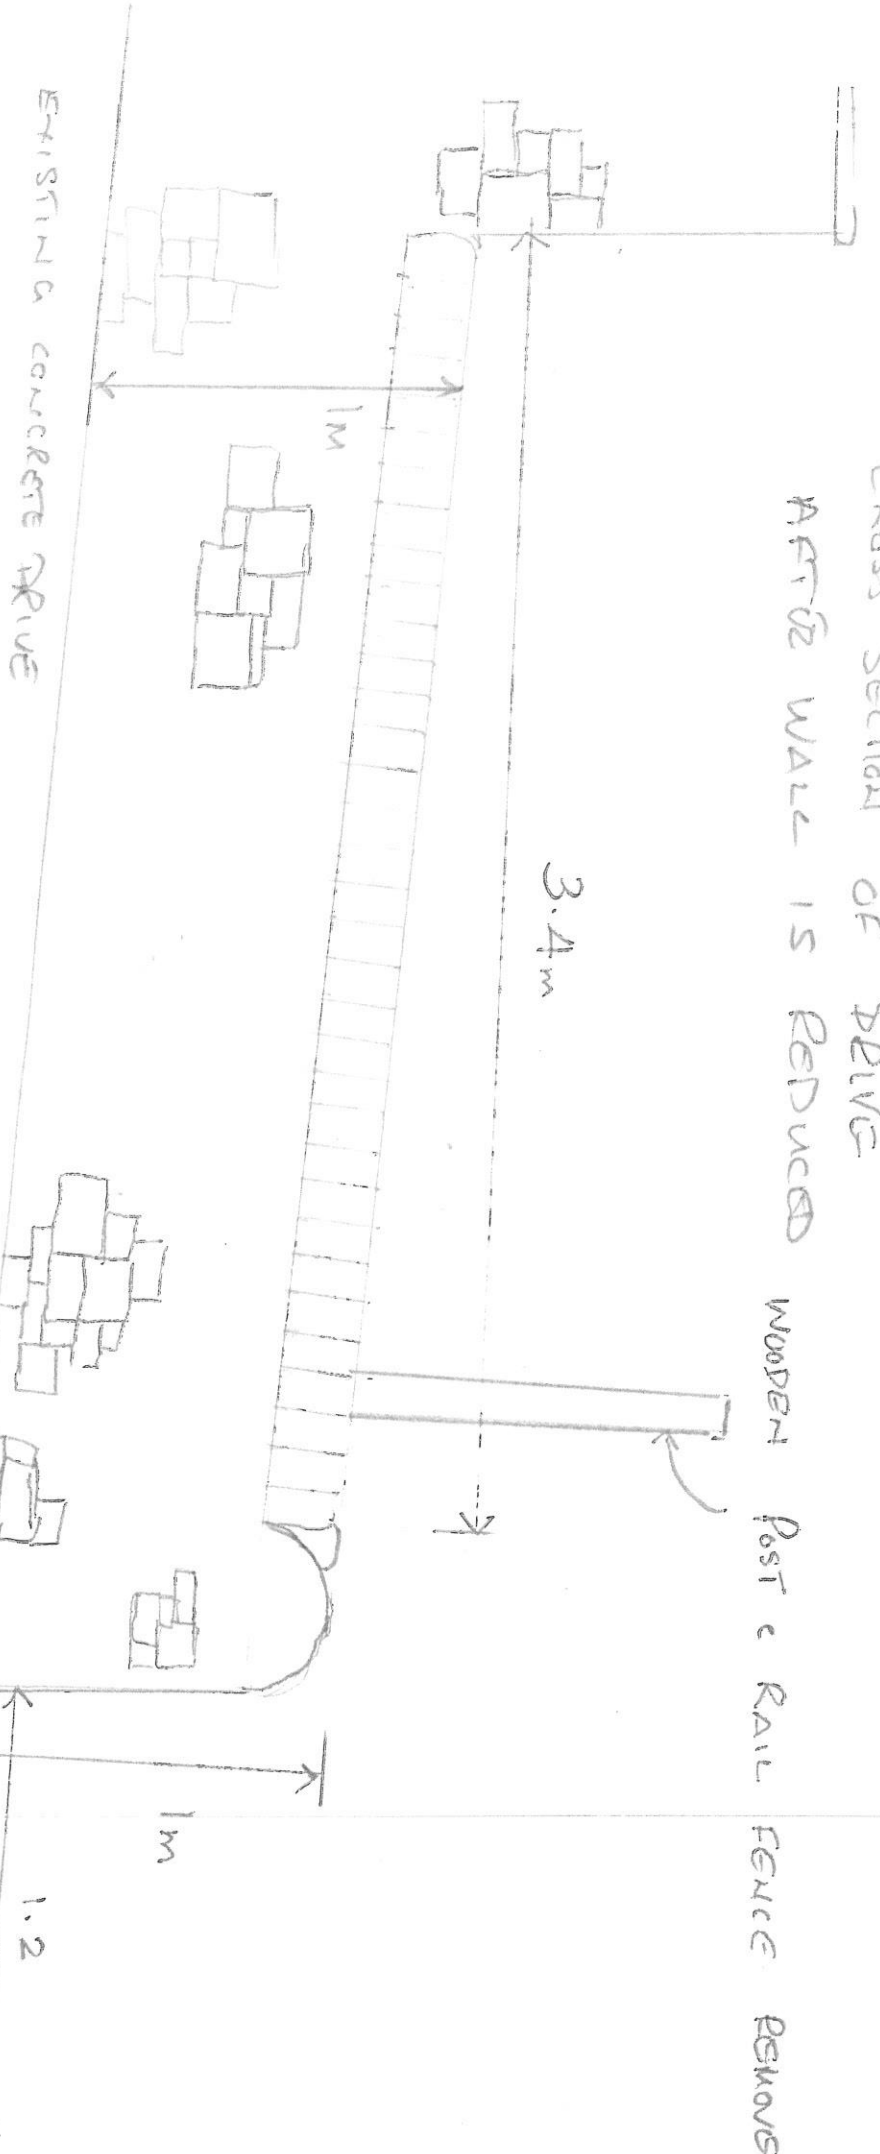 CROSS SECTION OF DRIVE
AFTER WALL IS REDUCED
WOODEN POST & RAIL FENCE REMOVE
3.4m
1m
1m
1.2
EXISTING CONCRETE DRIVE